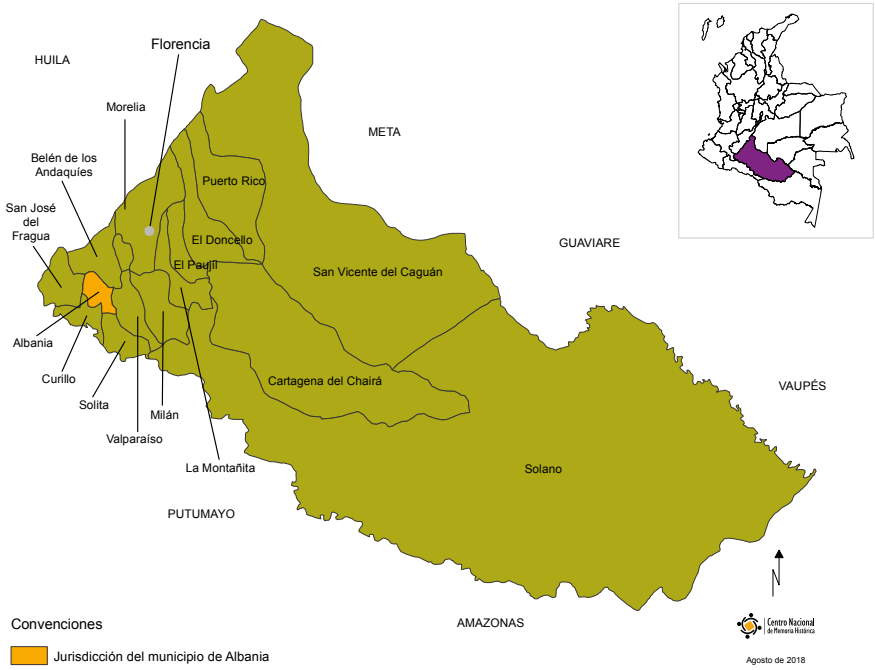 HUILA
Florencia
Morelia
META
Belén de los
Andaquíes
Puerto Rico
San José
del
Fragua
El Doncello
GUAVIARE
El Paujíl
San Vicente del Caguán
Albania
Curillo
Cartagena del Chairá
VAUPÉS
Solita
Milán
Valparaíso
La Montañita
Solano
PUTUMAYO
N
AMAZONAS
Convenciones
Jurisdicción del municipio de Albania
Centro Nacional
de Memoria Histórica
Agosto de 2018